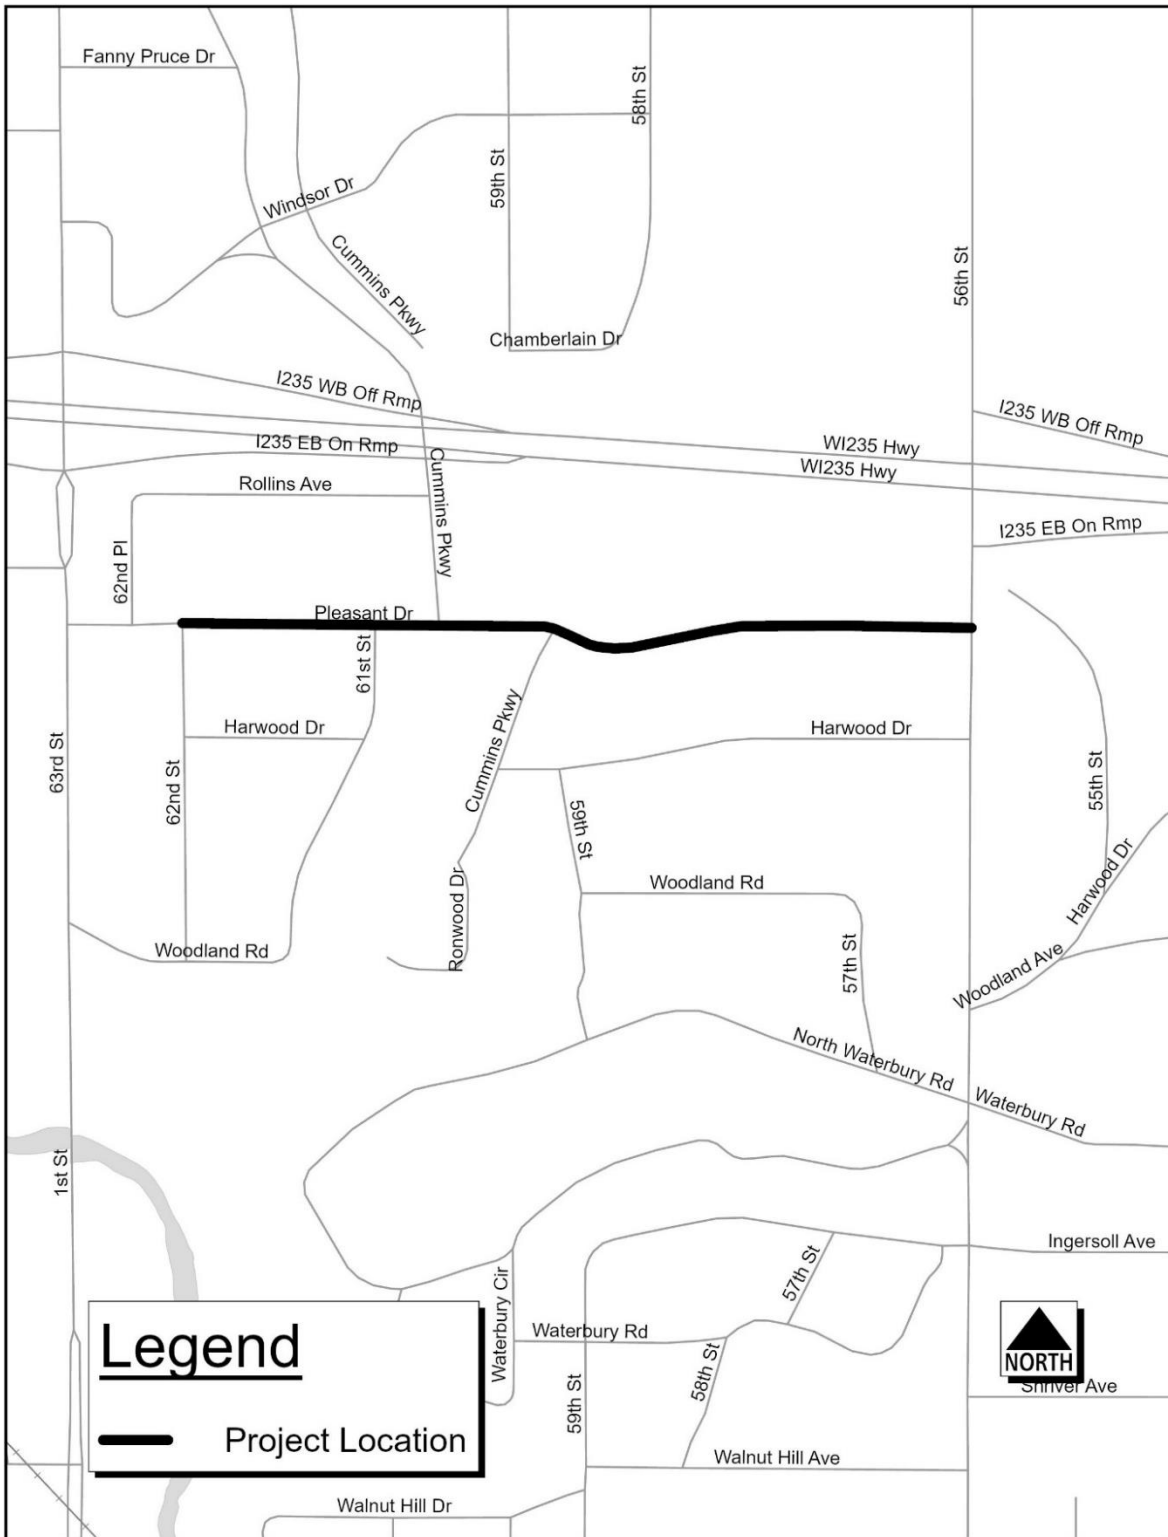 Fanny Pruce Dr
58th St
59th St
Windsor Dr
Cummins Pkwy
56th St
Chamberlain Dr
I235 WB Off Rmp
I235 WB Off Rmp
WI235 Hwy
I235 EB On Rmp
WI235 Hwy
Cummins Pkwy
Rollins Ave
I235 EB On Rmp
62nd Pl
Pleasant Dr
61st St
Harwood Dr
Harwood Dr
Cummins Pkwy
63rd St
62nd St
55th St
59th St
Harwood Dr
Woodland Rd
Ronwood Dr
Woodland Rd
57th St
Woodland Ave
North Waterbury Rd
Waterbury Rd
1st St
Ingersoll Ave
57th St
Waterbury Cir
Waterbury Rd
58th St
59th St
NORTH
Shriver Ave
Legend
Project Location
Walnut Hill Ave
Walnut Hill Dr